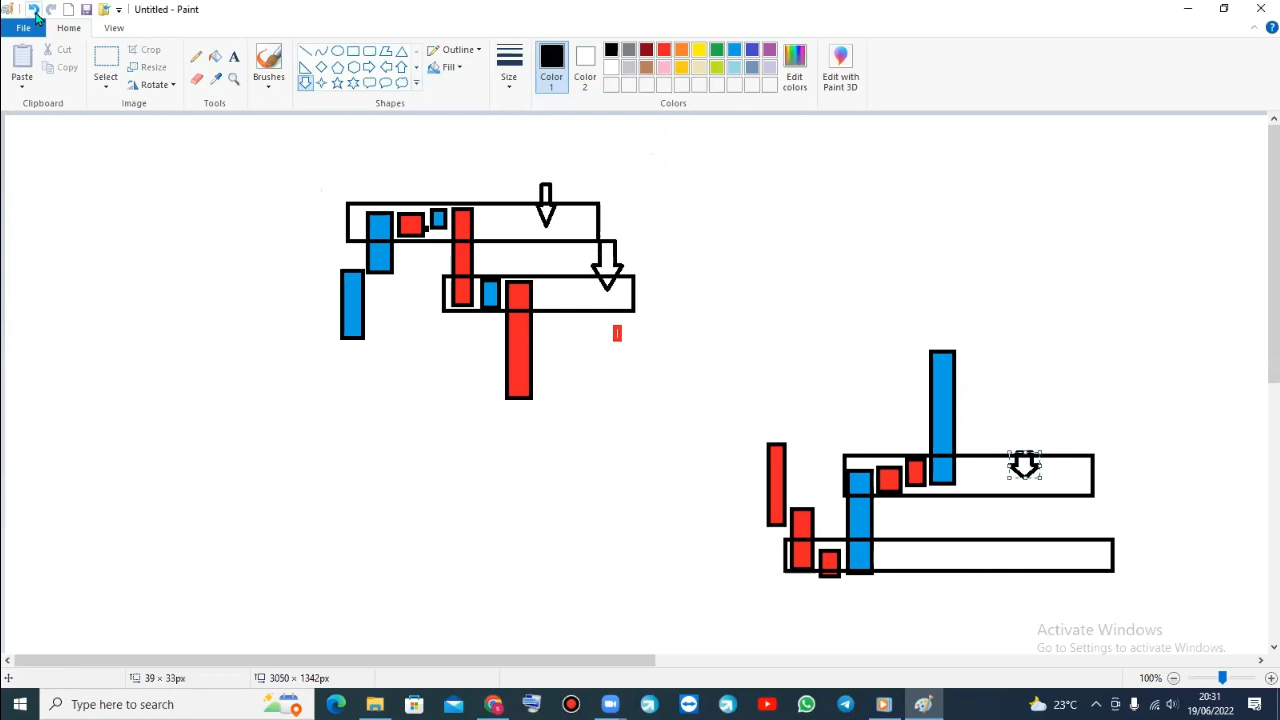 Untitled - Paint
File
Home
View
Paste
Cut
Copy
Clipboard
Select
Crop
Resize
Rotate
Image
A
Tools
Brushes
Outline
Fill
Shapes
Size
Color
1
Color
2
Edit
colors
Colors
Edit with
Paint 3D
Activate Windows
Go to Settings to activate Windows.
39 × 33px
3050 × 1342px
100%
Type here to search
23°C
20:31
19/06/2022